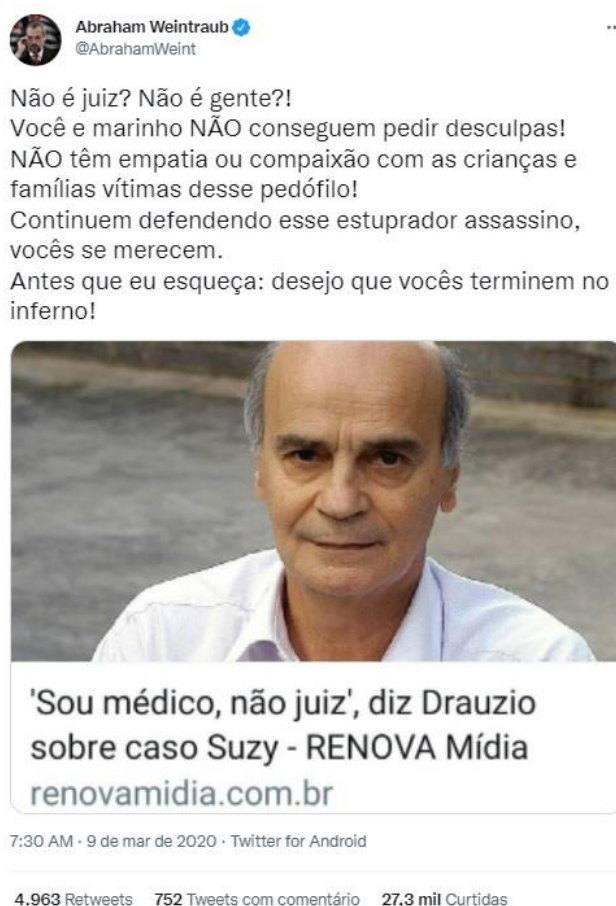 Abraham Weintraub
@AbrahamWeint
Não é juiz? Não é gente?!
Você e marinho NÃO conseguem pedir desculpas!
NÃO têm empatia ou compaixão com as crianças e
famílias vítimas desse pedófilo!
Continuem defendendo esse estuprador assassino,
vocês se merecem.
Antes que eu esqueça: desejo que vocês terminem no
inferno!
'Sou médico, não juiz', diz Drauzio
sobre caso Suzy - RENOVA Mídia
renovamidia.com.br
7:30 AM · 9 de mar de 2020 · Twitter for Android
4.963 Retweets 752 Tweets com comentário 27,3 mil Curtidas